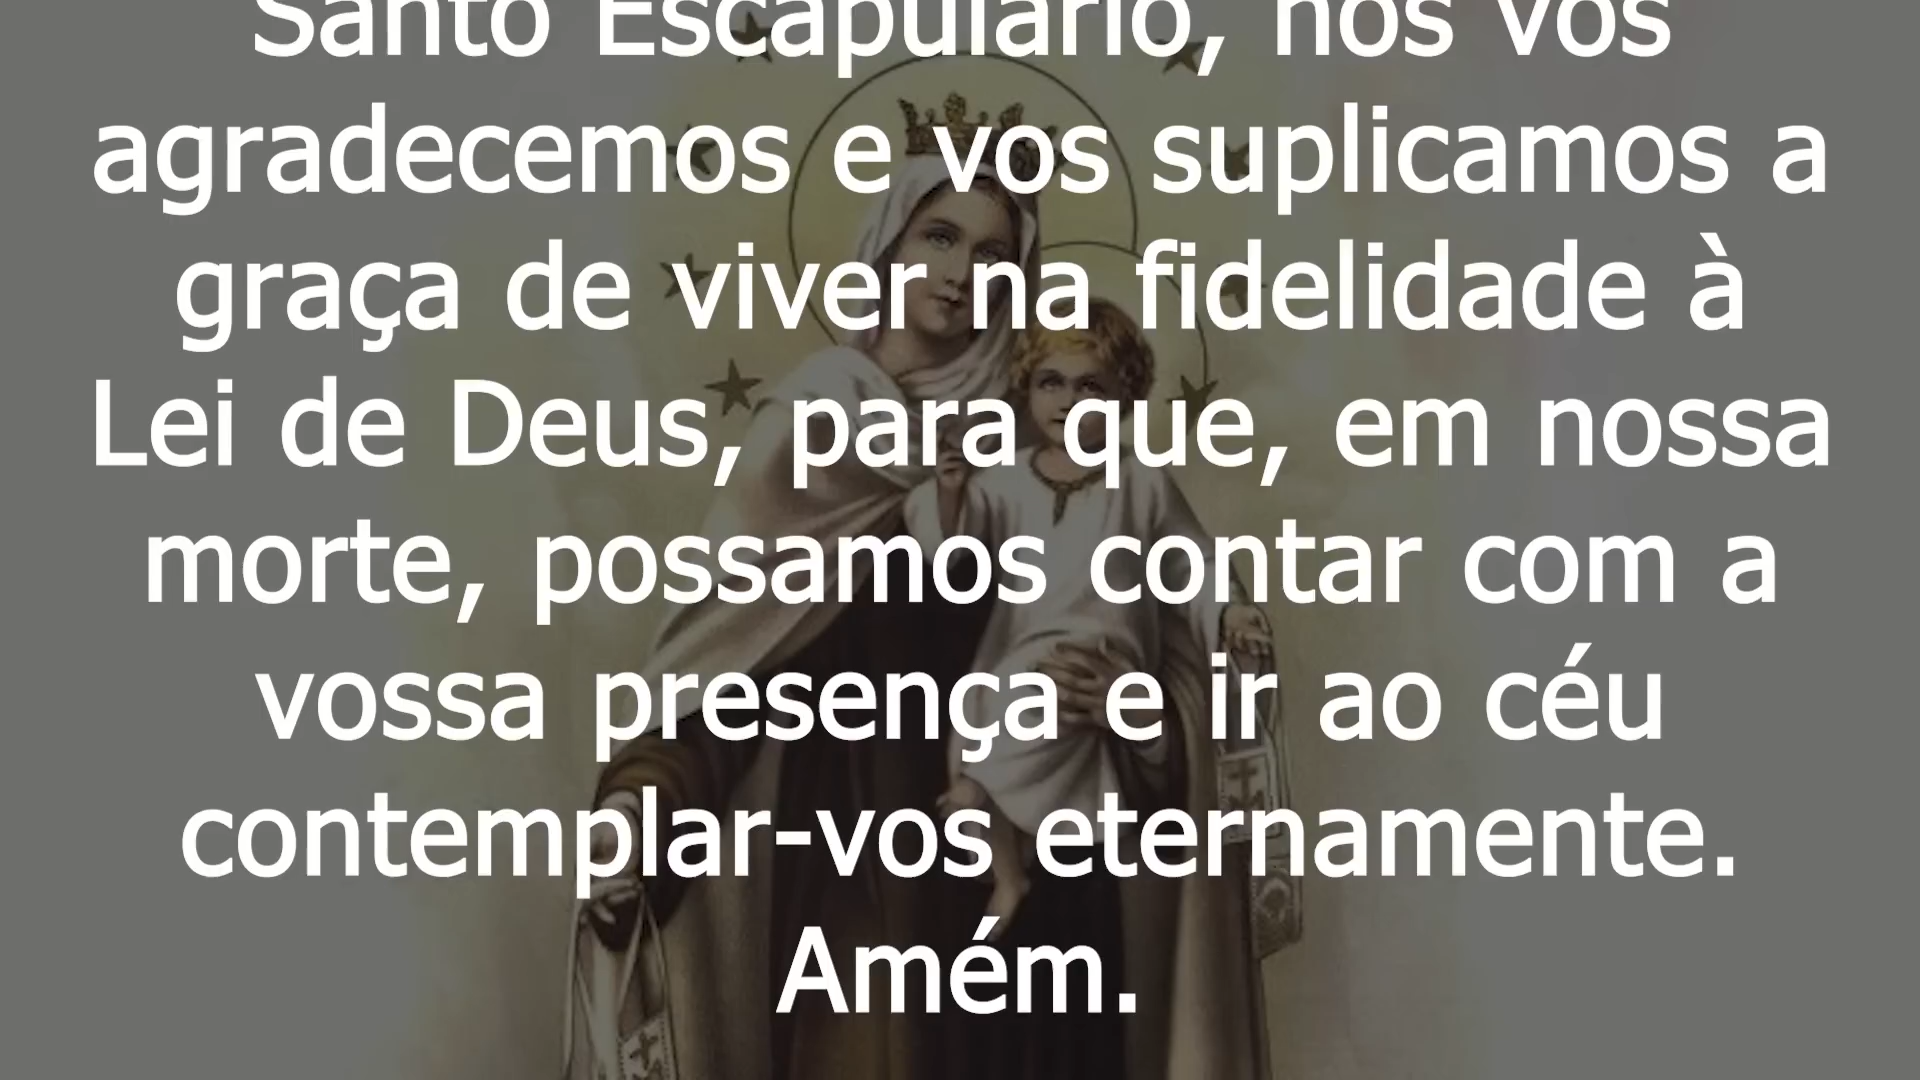 Santo Escapulário, nós vos
agradecemos e vos suplicamos a
graça de viver na fidelidade à
Lei de Deus, para que, em nossa
morte, possamos contar com a
vossa presença e ir ao céu
contemplar-vos eternamente.
Amém.